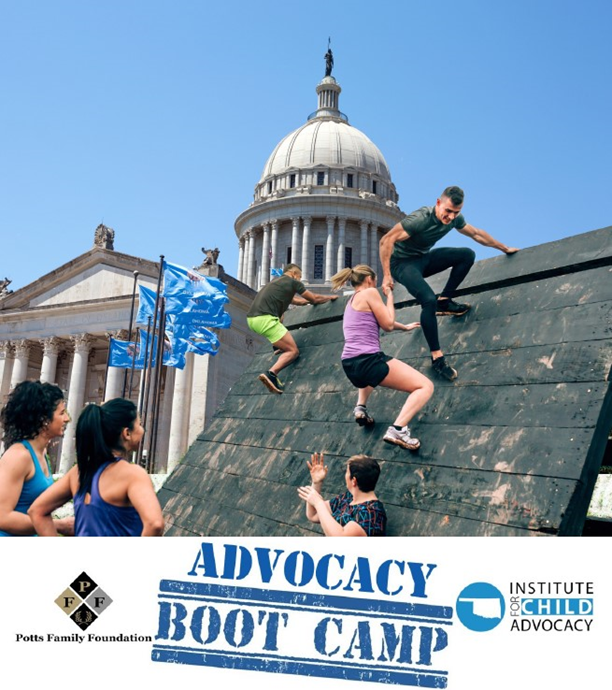 P
F F
Potts Family Foundation
ADVOCACY
BOOT CAMP
INSTITUTE
FOR CHILD
ADVOCACY